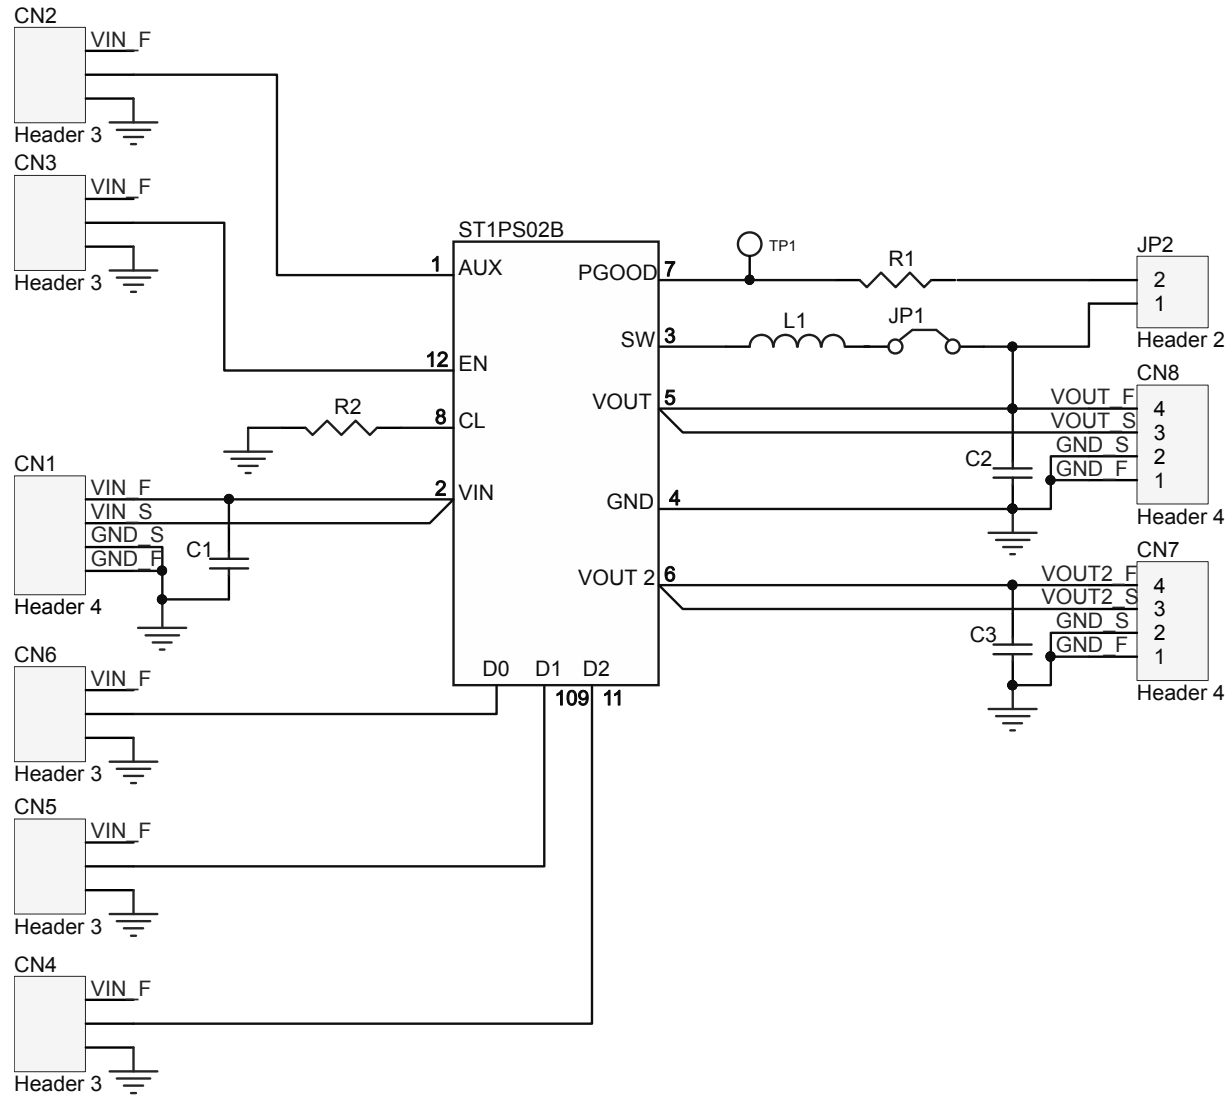 CN2
VIN_F
Header 3
CN3
VIN_F
Header 3
ST1PS02B
1 AUX
12 EN
R2
8 CL
2 VIN
PGOOD 7
TP1
R1
JP2
2
1
Header 2
SW 3
L1
JP1
VOUT 5
CN8
VOUT_F 4
VOUT_S 3
GND_S 2
GND_F 1
Header 4
C2
GND 4
CN1
VIN_F
VIN_S
GND_S
GND_F
C1
Header 4
VOUT 2 6
CN7
VOUT2_F 4
VOUT2_S 3
GND_S 2
GND_F 1
Header 4
C3
D0 D1 D2
109 11
CN6
VIN_F
Header 3
CN5
VIN_F
Header 3
CN4
VIN_F
Header 3